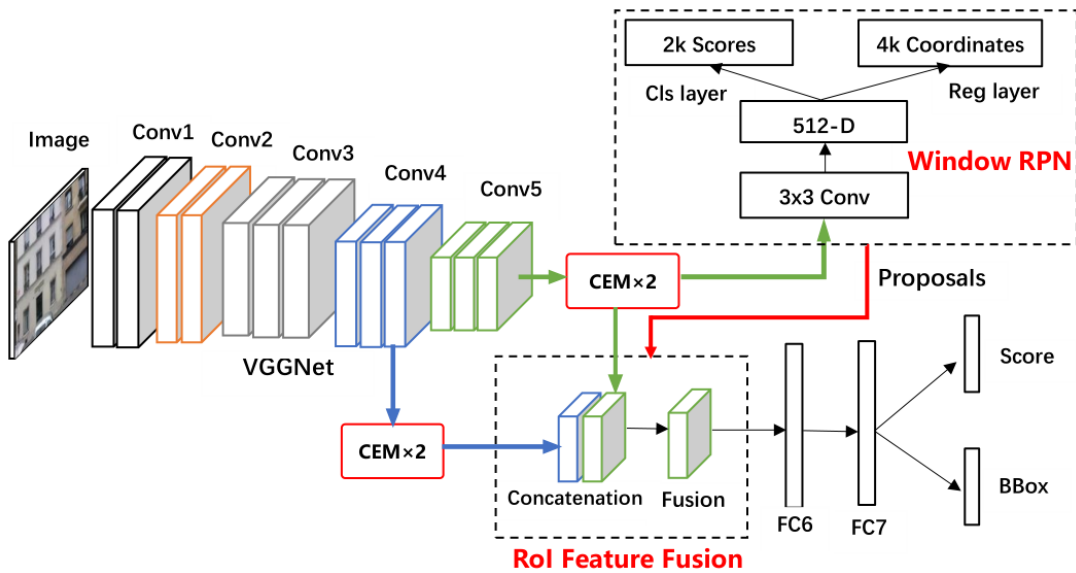 2k Scores
4k Coordinates
Cls layer
Reg layer
512-D
Window RPN
3x3 Conv
Image
Conv1
Conv2
Conv3
Conv4
Conv5
CEM×2
Proposals
VGGNet
CEM×2
Concatenation
Fusion
RoI Feature Fusion
FC6
FC7
Score
BBox